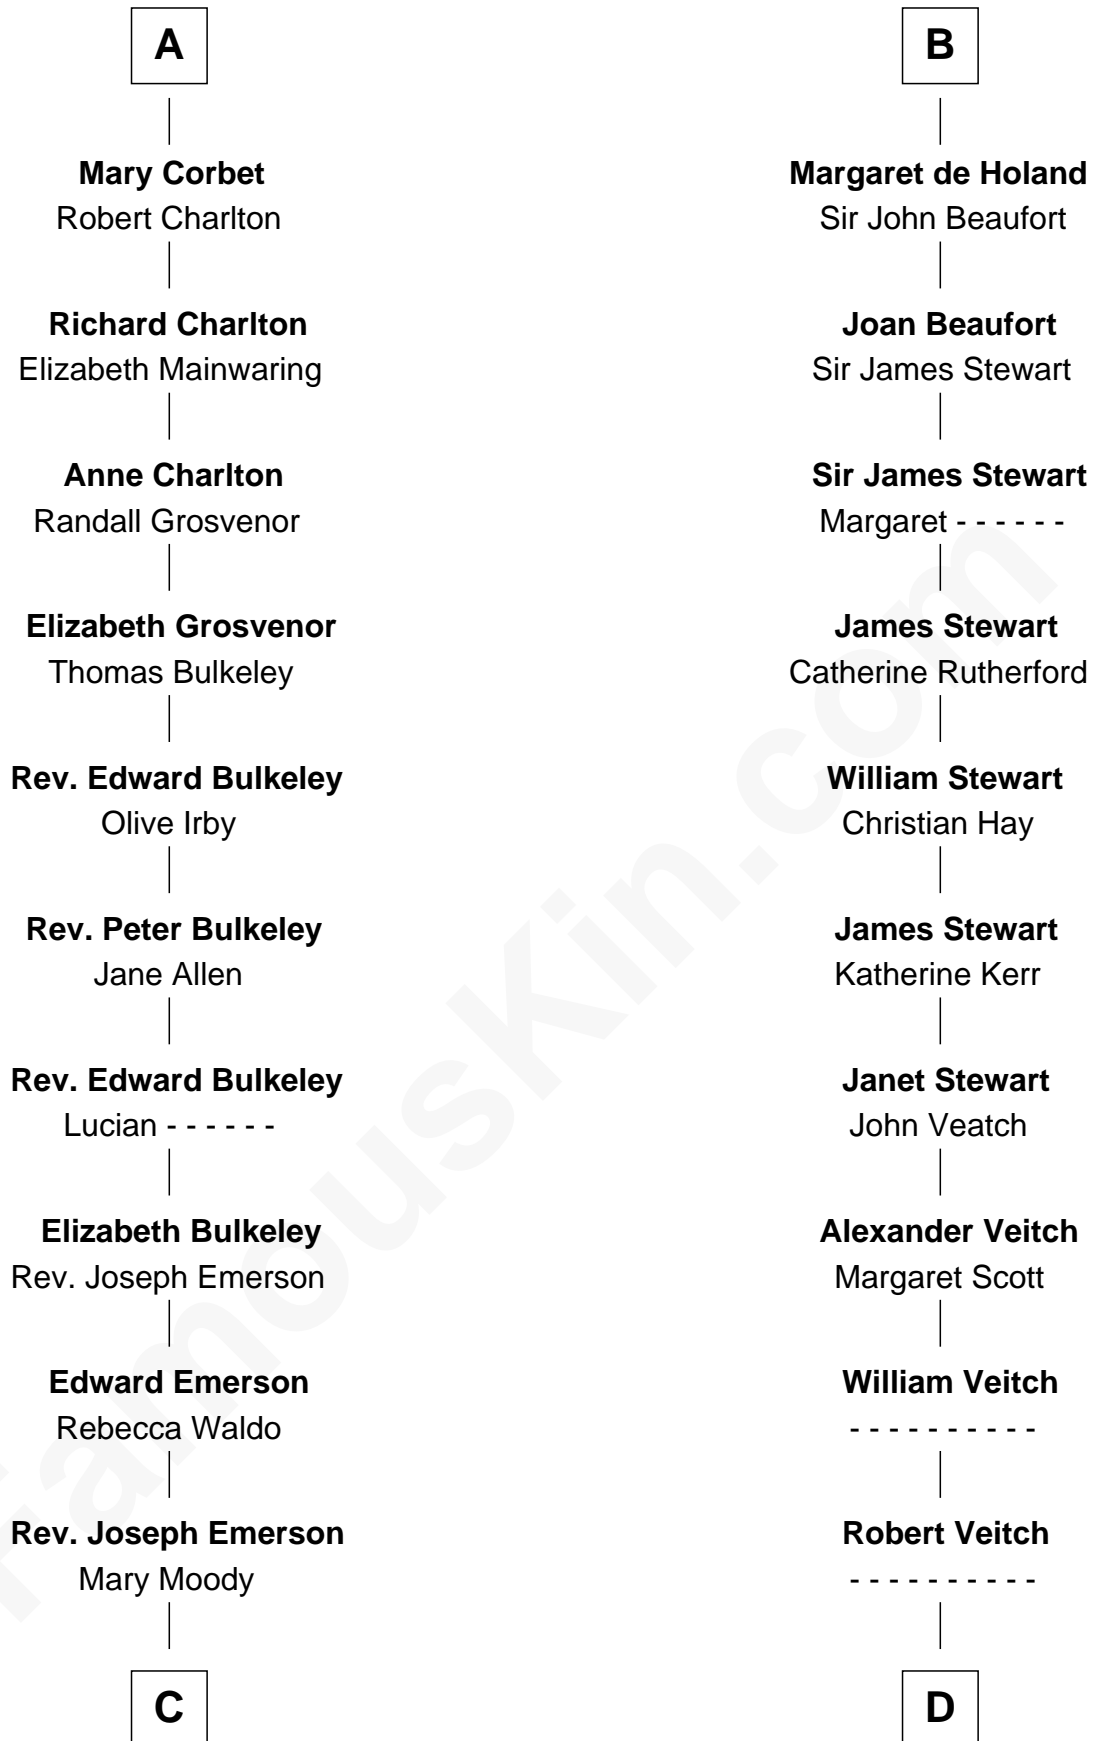 A
Mary Corbet
Robert Charlton
Richard Charlton
Elizabeth Mainwaring
Anne Charlton
Randall Grosvenor
Elizabeth Grosvenor
Thomas Bulkeley
Rev. Edward Bulkeley
Olive Irby
Rev. Peter Bulkeley
Jane Allen
Rev. Edward Bulkeley
Lucian - - - - - -
Elizabeth Bulkeley
Rev. Joseph Emerson
Edward Emerson
Rebecca Waldo
Rev. Joseph Emerson
Mary Moody
C
B
Margaret de Holand
Sir John Beaufort
Joan Beaufort
Sir James Stewart
Sir James Stewart
Margaret - - - - - -
James Stewart
Catherine Rutherford
William Stewart
Christian Hay
James Stewart
Katherine Kerr
Janet Stewart
John Veatch
Alexander Veitch
Margaret Scott
William Veitch
- - - - - - - - - -
Robert Veitch
- - - - - - - - - -
D
FamousKin.com